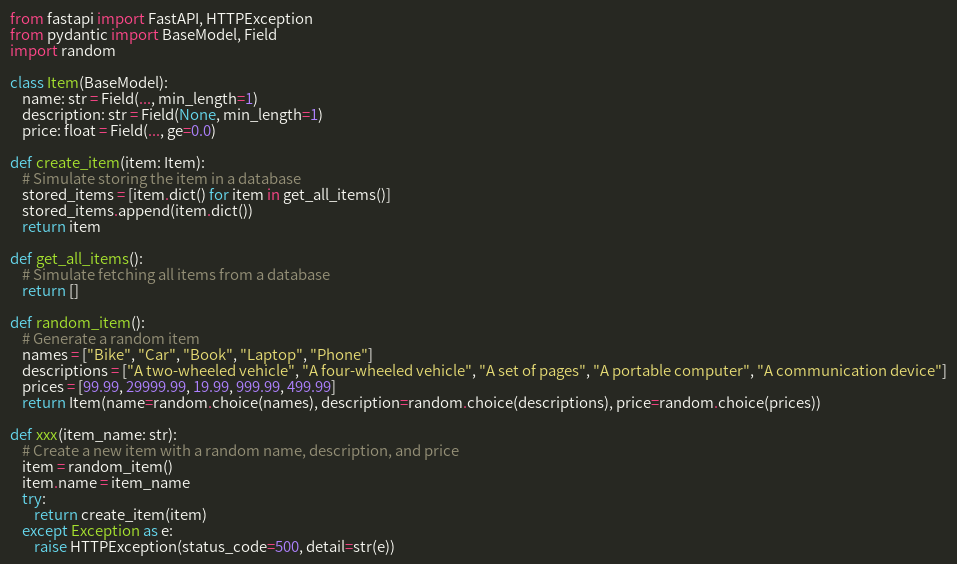 from fastapi import FastAPI, HTTPException
from pydantic import BaseModel, Field
import random

class Item(BaseModel):
    name: str = Field(..., min_length=1)
    description: str = Field(None, min_length=1)
    price: float = Field(..., ge=0.0)

def create_item(item: Item):
    # Simulate storing the item in a database
    stored_items = [item.dict() for item in get_all_items()]
    stored_items.append(item.dict())
    return item

def get_all_items():
    # Simulate fetching all items from a database
    return []

def random_item():
    # Generate a random item
    names = ["Bike", "Car", "Book", "Laptop", "Phone"]
    descriptions = ["A two-wheeled vehicle", "A four-wheeled vehicle", "A set of pages", "A portable computer", "A communication device"]
    prices = [99.99, 29999.99, 19.99, 999.99, 499.99]
    return Item(name=random.choice(names), description=random.choice(descriptions), price=random.choice(prices))

def xxx(item_name: str):
    # Create a new item with a random name, description, and price
    item = random_item()
    item.name = item_name
    try:
        return create_item(item)
    except Exception as e:
        raise HTTPException(status_code=500, detail=str(e))